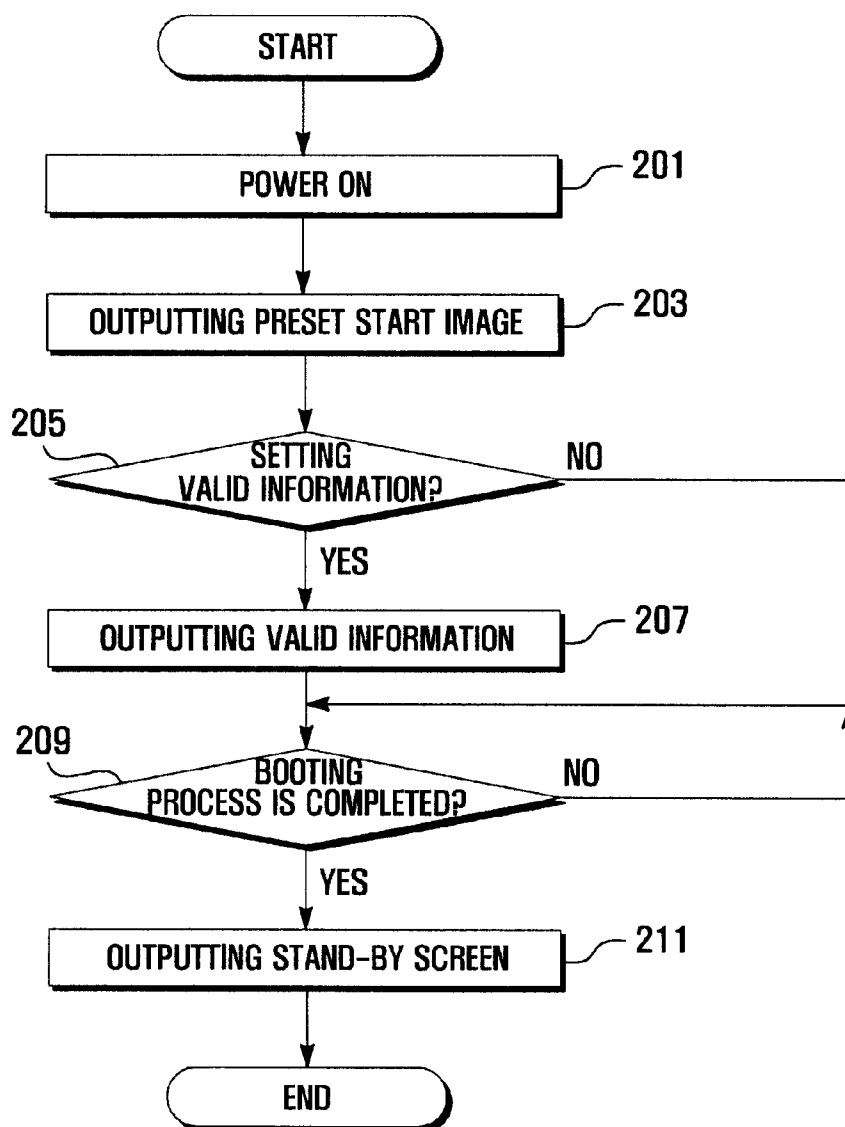 START
POWER ON
201
OUTPUTTING PRESET START IMAGE
203
205
SETTING
VALID INFORMATION?
NO
YES
OUTPUTTING VALID INFORMATION
207
209
BOOTING
PROCESS IS COMPLETED?
NO
YES
OUTPUTTING STAND-BY SCREEN
211
END